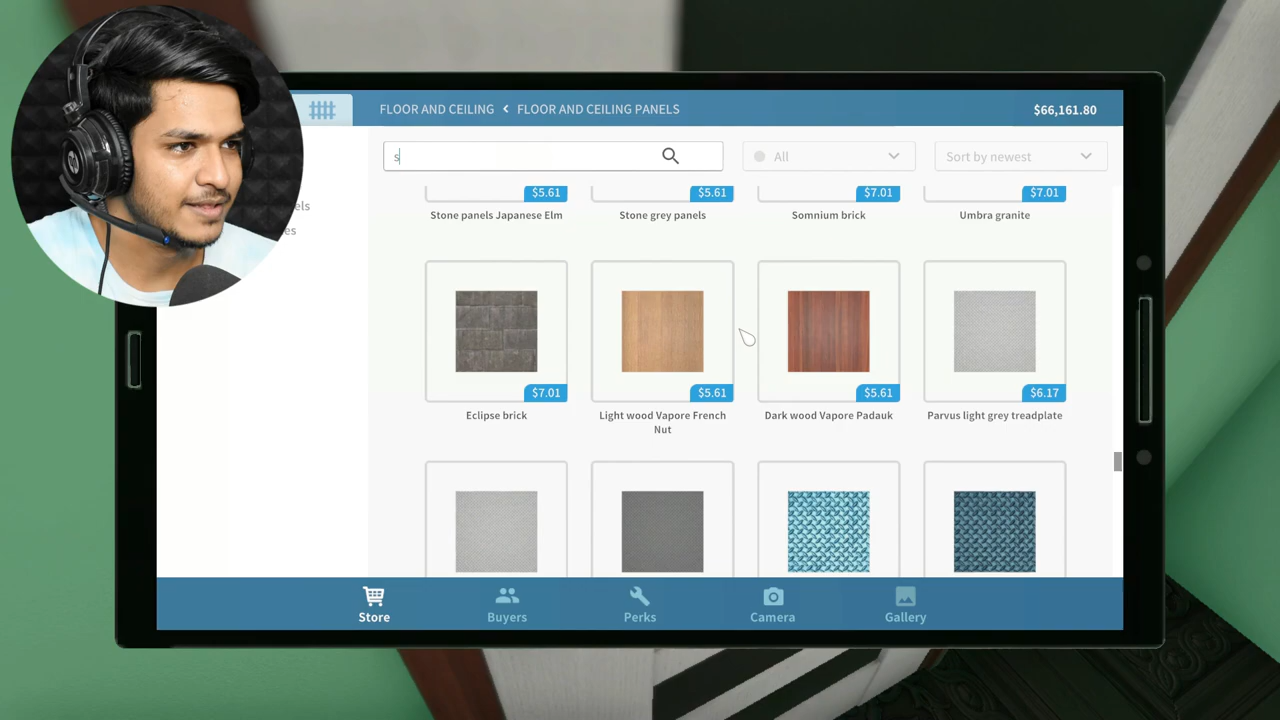 FLOOR AND CEILING < FLOOR AND CEILING PANELS
$66,161.80
s
All
Sort by newest
els
es
$5.61
$5.61
$7.01
$7.01
Stone panels Japanese Elm
Stone grey panels
Somnium brick
Umbra granite
$7.01
$5.61
$5.61
$6.17
Eclipse brick
Light wood Vapore French
Nut
Dark wood Vapore Padauk
Parvus light grey treadplate
Store
Buyers
Perks
Camera
Gallery